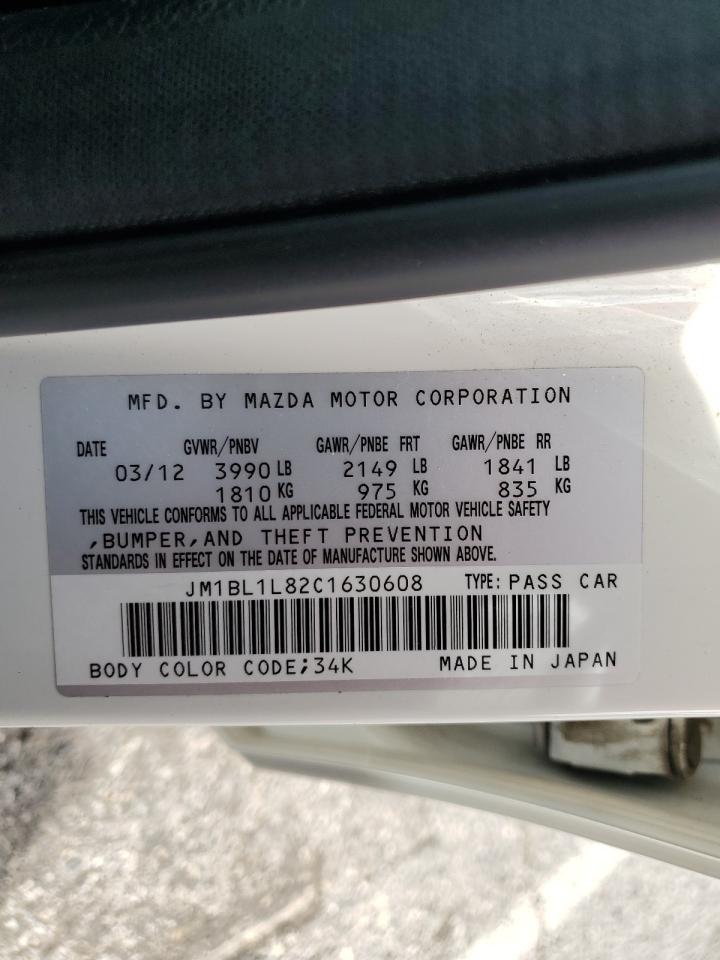 MFD. BY MAZDA MOTOR CORPORATION
DATE GVWR/PNBV GAWR/PNBE FRT GAWR/PNBE RR
03/12 3990 LB 2149 LB 1841 LB
1810 KG 975 KG 835 KG
THIS VEHICLE CONFORMS TO ALL APPLICABLE FEDERAL MOTOR VEHICLE SAFETY
,BUMPER,AND THEFT PREVENTION
STANDARDS IN EFFECT ON THE DATE OF MANUFACTURE SHOWN ABOVE.
JM1BL1L82C1630608 TYPE: PASS CAR
BODY COLOR CODE;34K MADE IN JAPAN